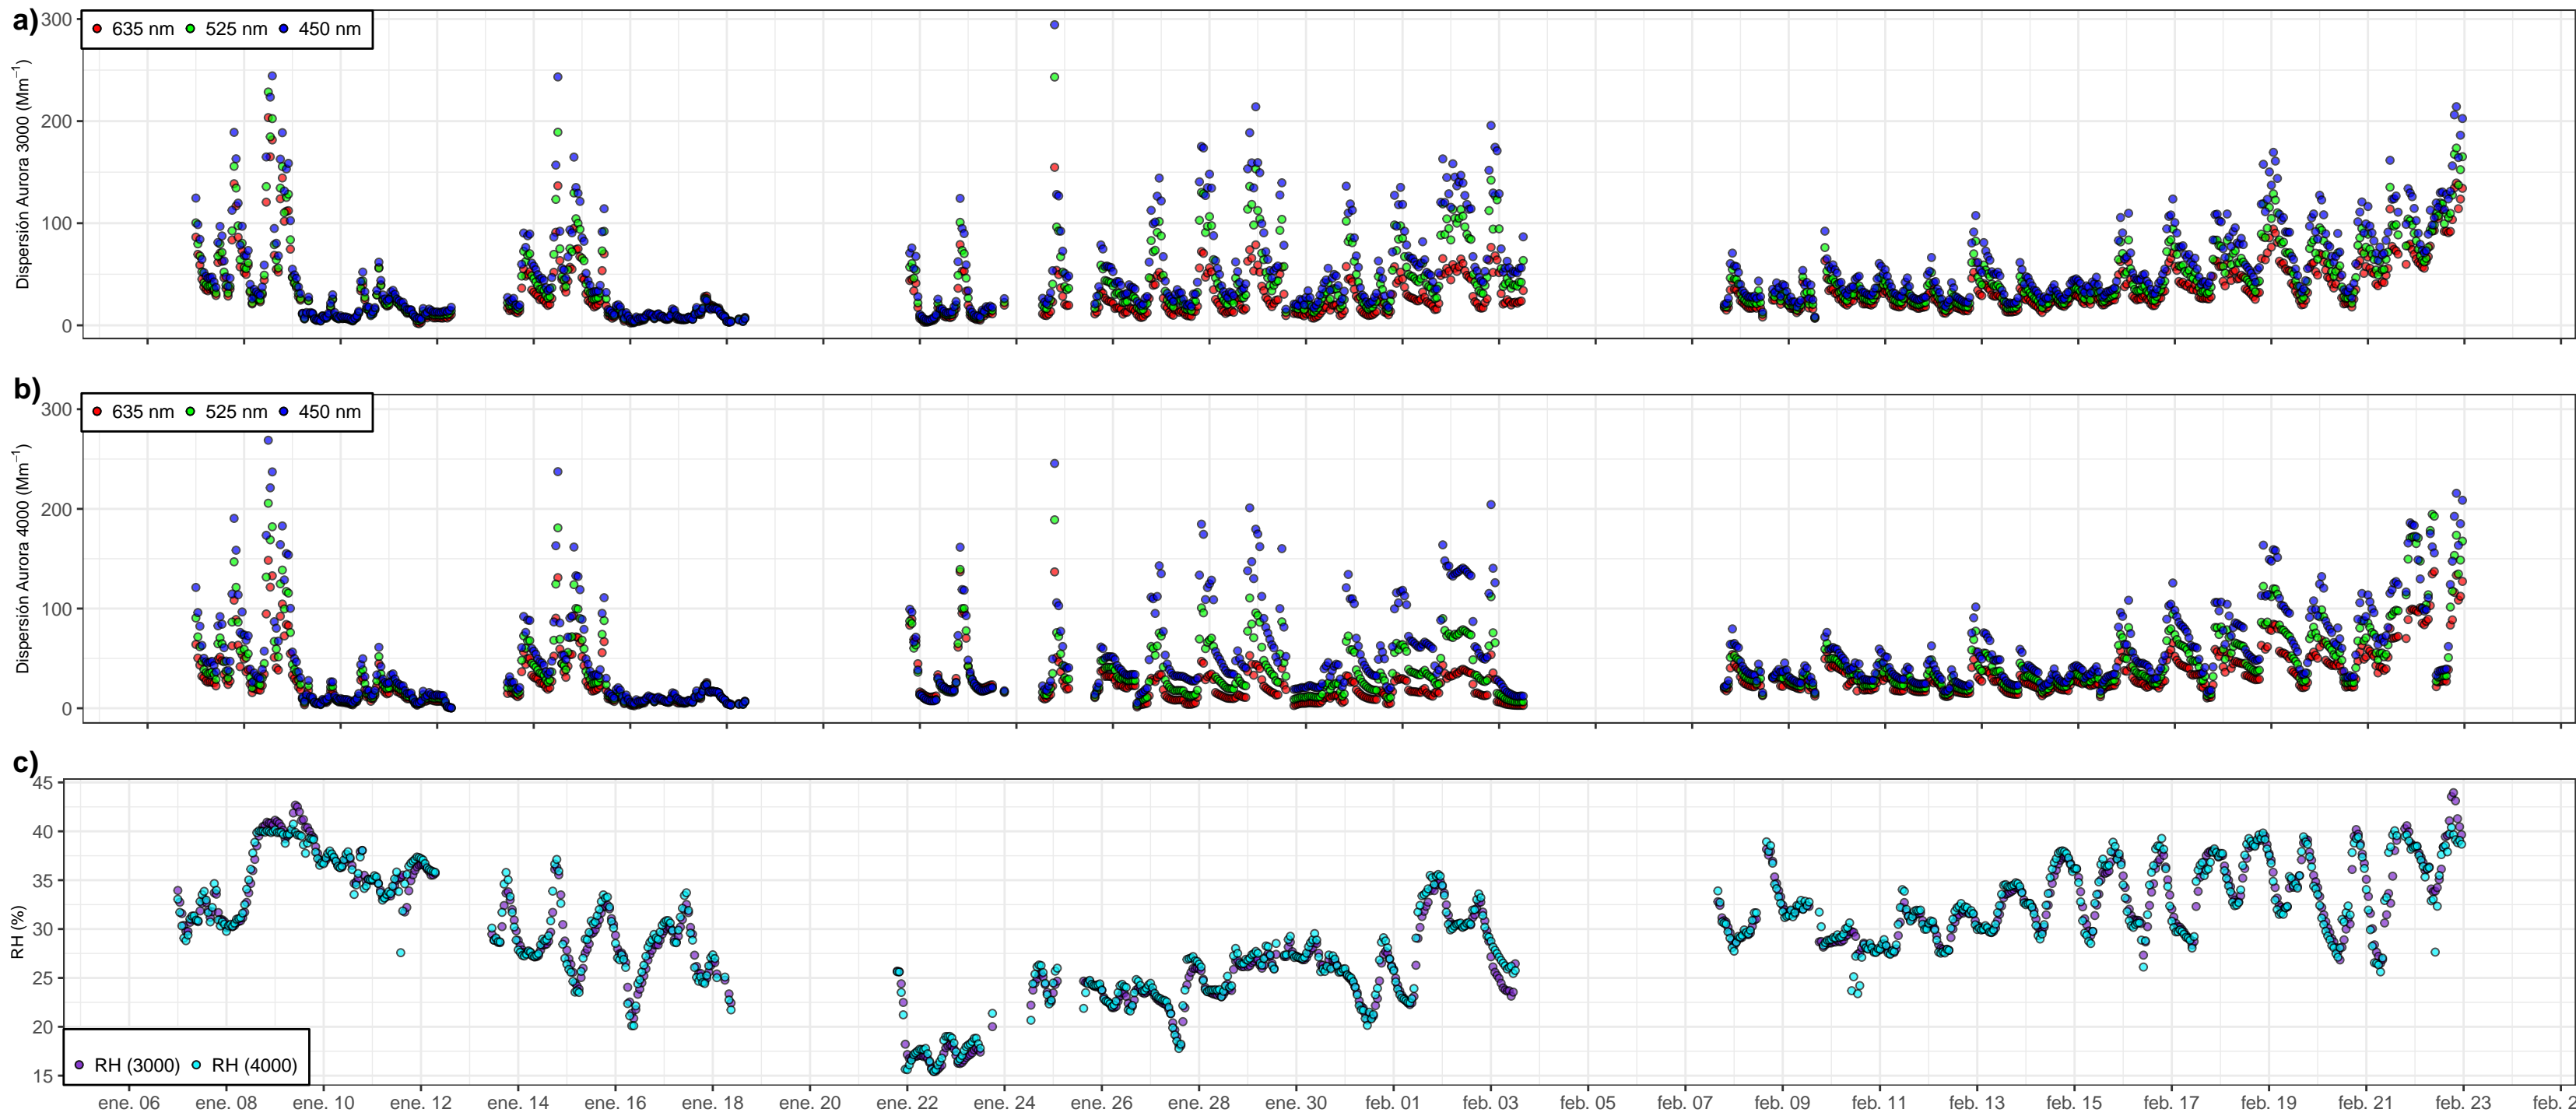 a)
635 nm 525 nm 450 nm
Dispersión Aurora 3000 (Mm⁻¹)
300
200
100
0
b)
635 nm 525 nm 450 nm
Dispersión Aurora 4000 (Mm⁻¹)
300
200
100
0
c)
RH (%)
45
40
35
30
25
20
15
RH (3000) RH (4000)
ene. 06 ene. 08 ene. 10 ene. 12 ene. 14 ene. 16 ene. 18 ene. 20 ene. 22 ene. 24 ene. 26 ene. 28 ene. 30 feb. 01 feb. 03 feb. 05 feb. 07 feb. 09 feb. 11 feb. 13 feb. 15 feb. 17 feb. 19 feb. 21 feb. 23 feb. 2